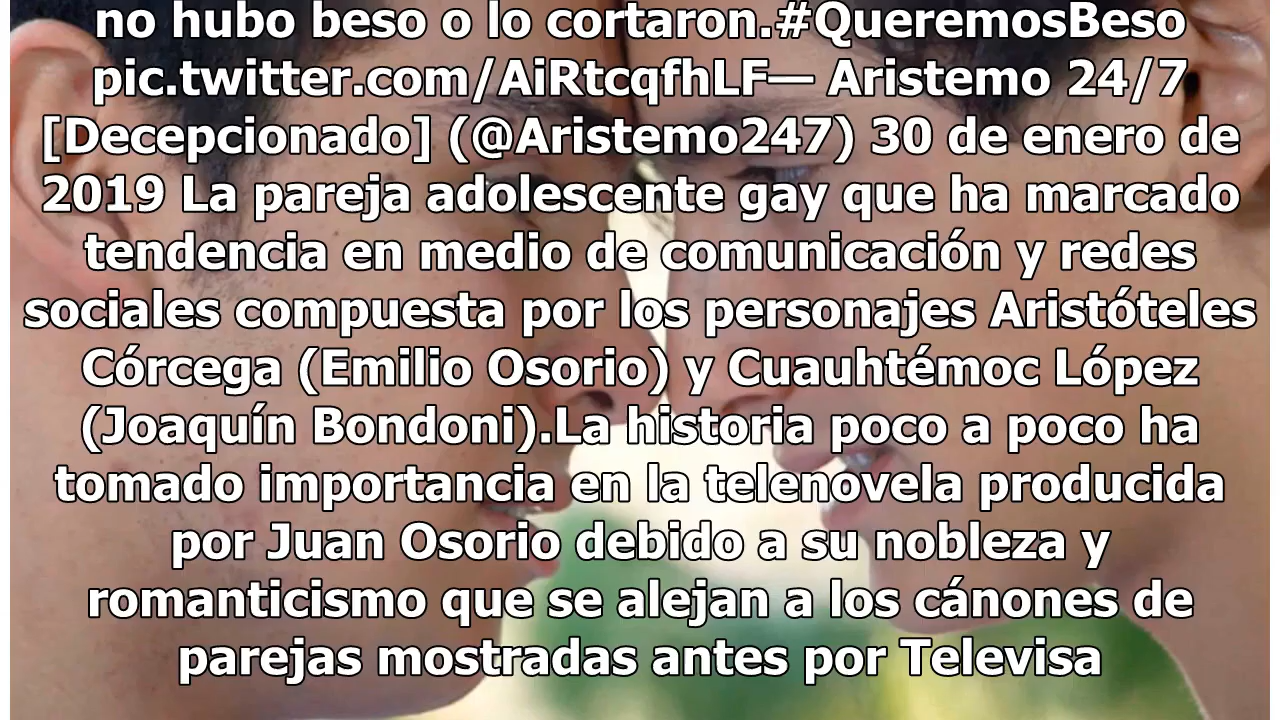 no hubo beso o lo cortaron.#QueremosBeso
pic.twitter.com/AiRtcqfhLF— Aristemo 24/7
[Decepcionado] (@Aristemo247) 30 de enero de
2019 La pareja adolescente gay que ha marcado
tendencia en medio de comunicación y redes
sociales compuesta por los personajes Aristóteles
Córcega (Emilio Osorio) y Cuauhtémoc López
(Joaquín Bondoni).La historia poco a poco ha
tomado importancia en la telenovela producida
por Juan Osorio debido a su nobleza y
romanticismo que se alejan a los cánones de
parejas mostradas antes por Televisa